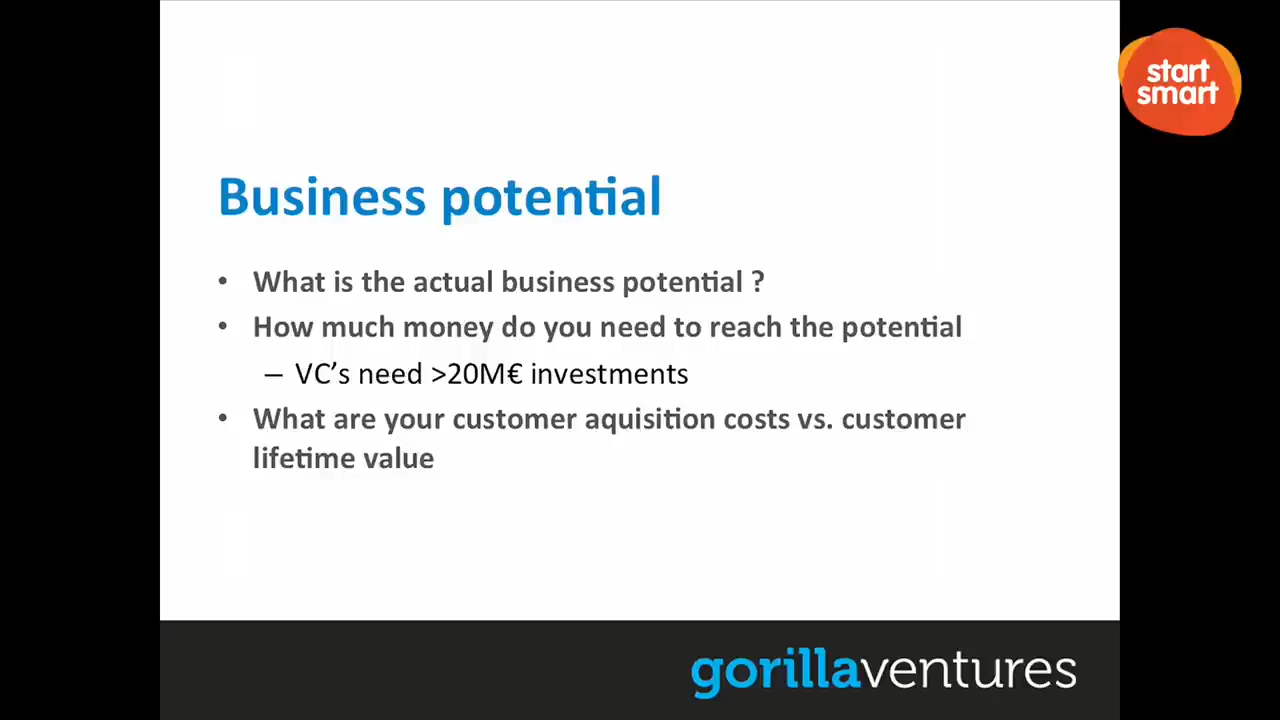 start
smart
Business potential
• What is the actual business potential ?
• How much money do you need to reach the potential
– VC’s need >20M€ investments
• What are your customer aquisition costs vs. customer
lifetime value
gorillaventures